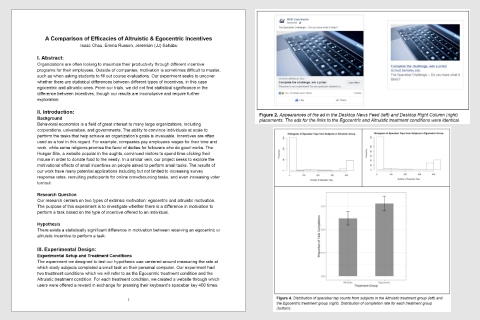 A Comparison of Efficacies of Altruistic & Egocentric Incentives
I. Abstract:
Organizations are often looking to maximize their productivity through different incentive
programs for their employees. Outside of companies, motivation is sometimes difficult to master,
such as when asking students to fill out course evaluations. Our experiment seeks to uncover
whether there are statistical differences between different types of incentives, in this case
egocentric and altruistic ones. From our trials, we did not find statistical significance in the
difference between incentives, though our results are inconclusive and require further
exploration.
II. Introduction:
Background
Behavioral economics is a field of great interest to many large organizations, including
corporations, universities, and governments. The ability to convince individuals at scale to
perform the tasks that help achieve an organization's goals is invaluable. Incentives are often
used as a tool in this regard. For example, companies pay employees wages for their time and
work, while some religions promise the favor of deities for followers who do good works. The
Hunger Site, a website popular in the oughts, convinced visitors to spend time clicking their
mouse in order to donate food to the needy. In a similar vein, our project seeks to explore the
motivational effects of small incentives on people asked to perform a small task. The results of
our work have many potential applications including but not limited to increasing survey
response rates, recruiting participants for online crowdsourcing tasks, and even increasing voter
turnout.
Research Question
Our research centers on two types of extrinsic motivation: egocentric and altruistic motivation.
The purpose of this experiment is to investigate whether there is a difference in motivation to
perform a task based on the type of incentive offered to an individual.
Hypothesis
There exists a statistically significant difference in motivation between receiving an egocentric or
altruistic incentive to perform a task.
III. Experimental Design:
Experimental Setup and Treatment Conditions
The experiment we designed to test our hypothesis was centered around measuring the rate at
which study subjects completed a small task on their personal computer. Our experiment had
two treatment conditions which we will refer to as the Egocentric treatment condition and the
Altruistic treatment condition. For each treatment condition, we created a website through which
users were offered a reward in exchange for pressing their keyboard's spacebar key 400 times.
1
Complete the challenge, win Lyrotec
Figure 2. Appearances of the ad in the Desktop News Feed (left) and Desktop Right Column (right)
placements. The ads for the links to the Egocentric and Altruistic treatment conditions were identical.
Proportion of Task Completions
Treatment Group
Figure 4. Distribution of spacebar tap counts from subjects in the Altruistic treatment group (left) and
the Egocentric treatment group (right). Distribution of completion rate for each treatment group
(bottom).